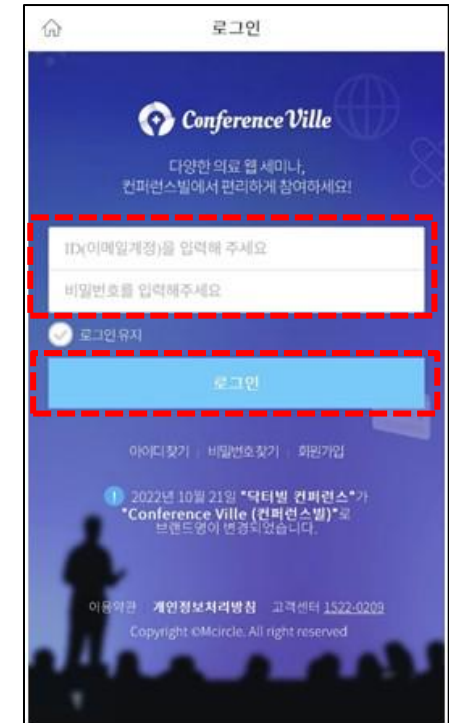 로그인
Conference Ville
다양한 의료 웹 세미나,
컨퍼런스빌에서 편리하게 참여하세요!
ID(이메일계정)을 입력해 주세요
비밀번호를 입력해주세요
로그인 유지
로그인
아이디 찾기 | 비밀번호 찾기 | 회원가입
! 2022년 10월 21일 "닥터빌 컨퍼런스"가
"Conference Ville (컨퍼런스빌)"로
브랜드명이 변경되었습니다.
이용약관 개인정보처리방침 고객센터 1522-0209
Copyright ©Mcircle. All right reserved